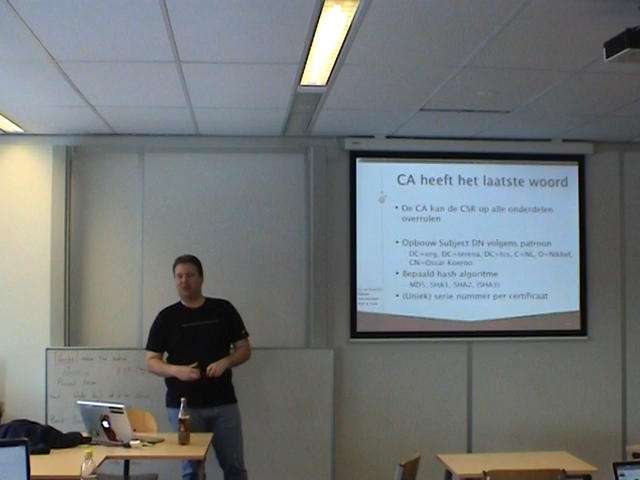 CA heeft het laatste woord
• De CA kan de CSR op alle onderdelen
overrulen
• Opbouw Subject DN volgens patroon
DC=org, DC=terena, DC=tcs, C=NL, O=Nikhef,
CN=Oscar Koeroo
• Bepaald hash algoritme
MD5, SHA1, SHA2, (SHA3)
• (Uniek) serie nummer per certificaat